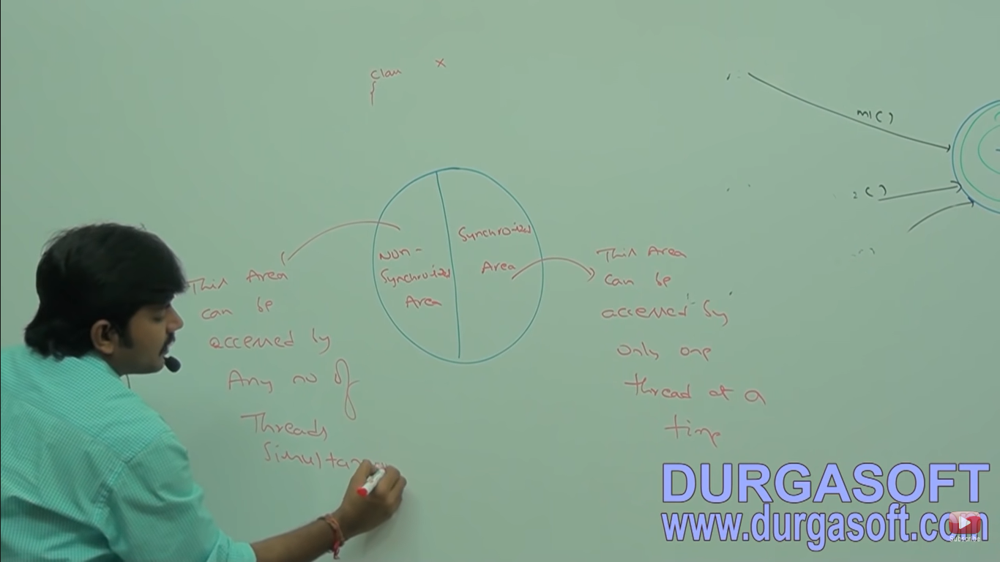 Class X
{
m1()
2()
Non-
Synchronized
Area
Synchronized
Area
This Area
can be
accessed by
Any no of
Threads
Simultan
This Area
can be
accessed by
only one
thread at a
time
DURGASOFT
www.durgasoft.com
Subscribe